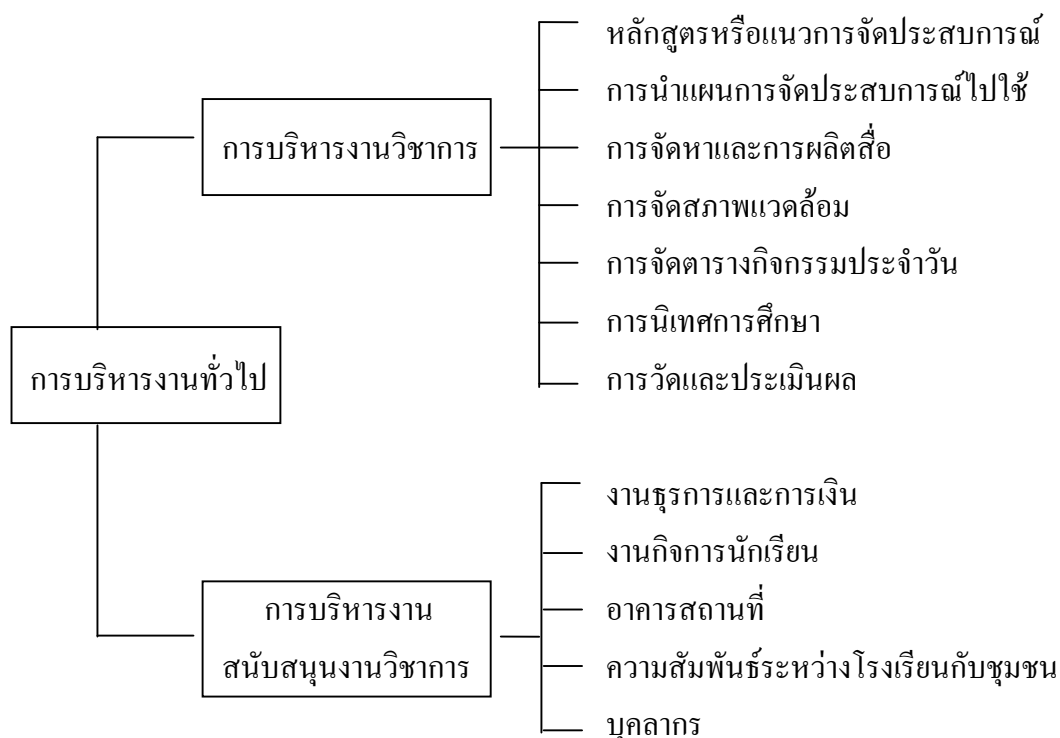 หลักสูตรหรือแนวการจัดประสบการณ์
การนำแผนการจัดประสบการณ์ไปใช้
การบริหารงานวิชาการ
การจัดหาและการผลิตสื่อ
การจัดสภาพแวดล้อม
การจัดตารางกิจกรรมประจำวัน
การนิเทศการศึกษา
การบริหารงานทั่วไป
การวัดและประเมินผล
งานธุรการและการเงิน
งานกิจการนักเรียน
การบริหารงาน
สนับสนุนงานวิชาการ
อาคารสถานที่
ความสัมพันธ์ระหว่างโรงเรียนกับชุมชน
บุคลากร